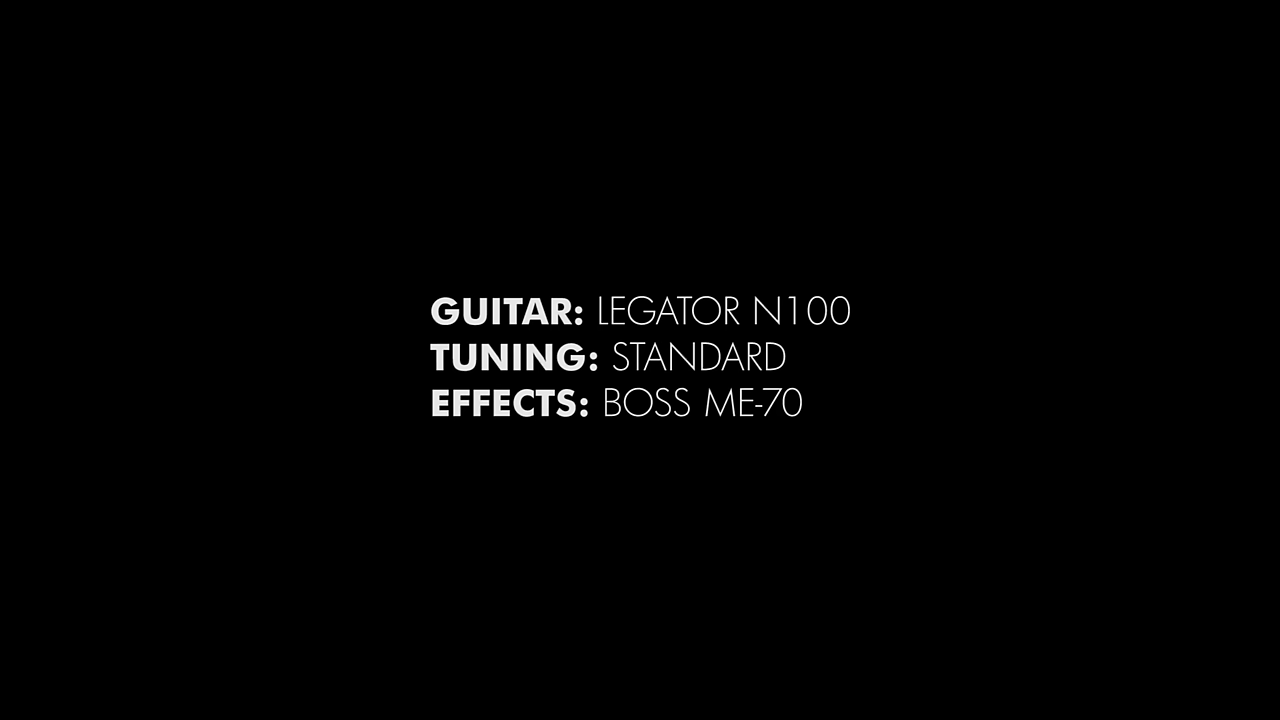 GUITAR: LEGATOR N100
TUNING: STANDARD
EFFECTS: BOSS ME-70